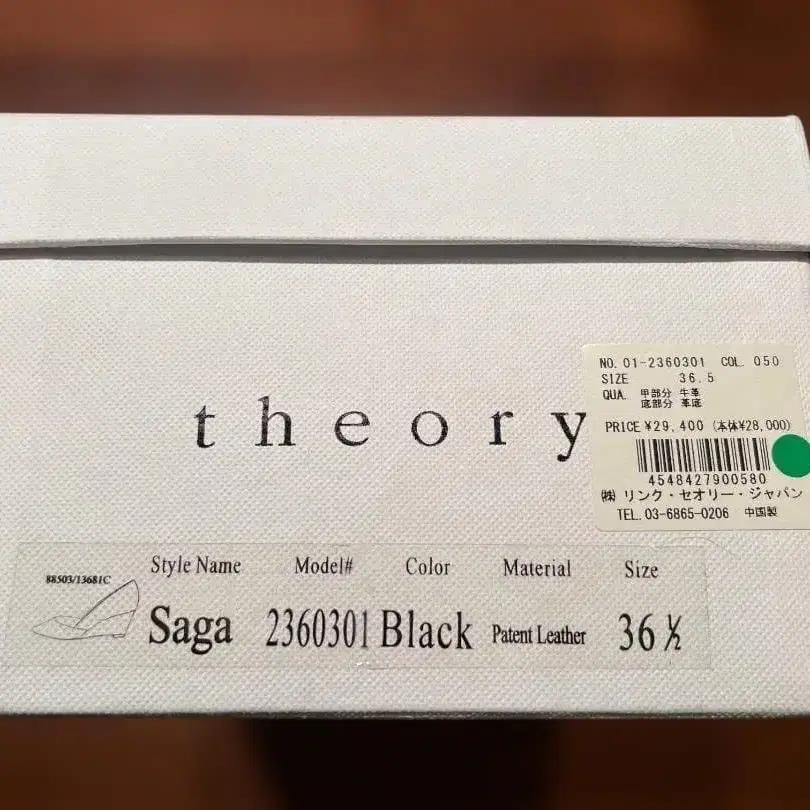 theory
NO. 01-2360301 COL. 050
SIZE 36.5
QUA. 甲部分 牛革
底部分 革底
PRICE ¥29,400 (本体¥28,000)
4548427900580
㈱ リンク・セオリー・ジャパン
TEL. 03-6865-0206 中国製
88503/13681C
Style Name Model# Color Material Size
Saga 2360301 Black Patent Leather 36 ½